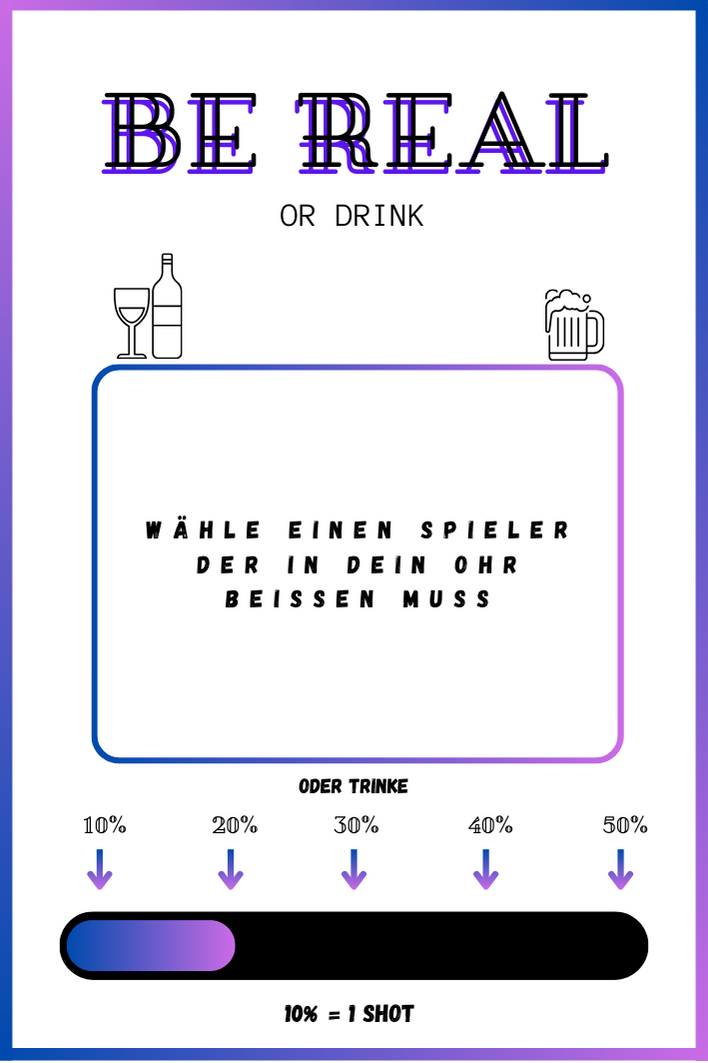 BE REAL
OR DRINK
WÄHLE EINEN SPIELER
DER IN DEIN OHR
BEISSEN MUSS
ODER TRINKE
10% 20% 30% 40% 50%
10% = 1 SHOT